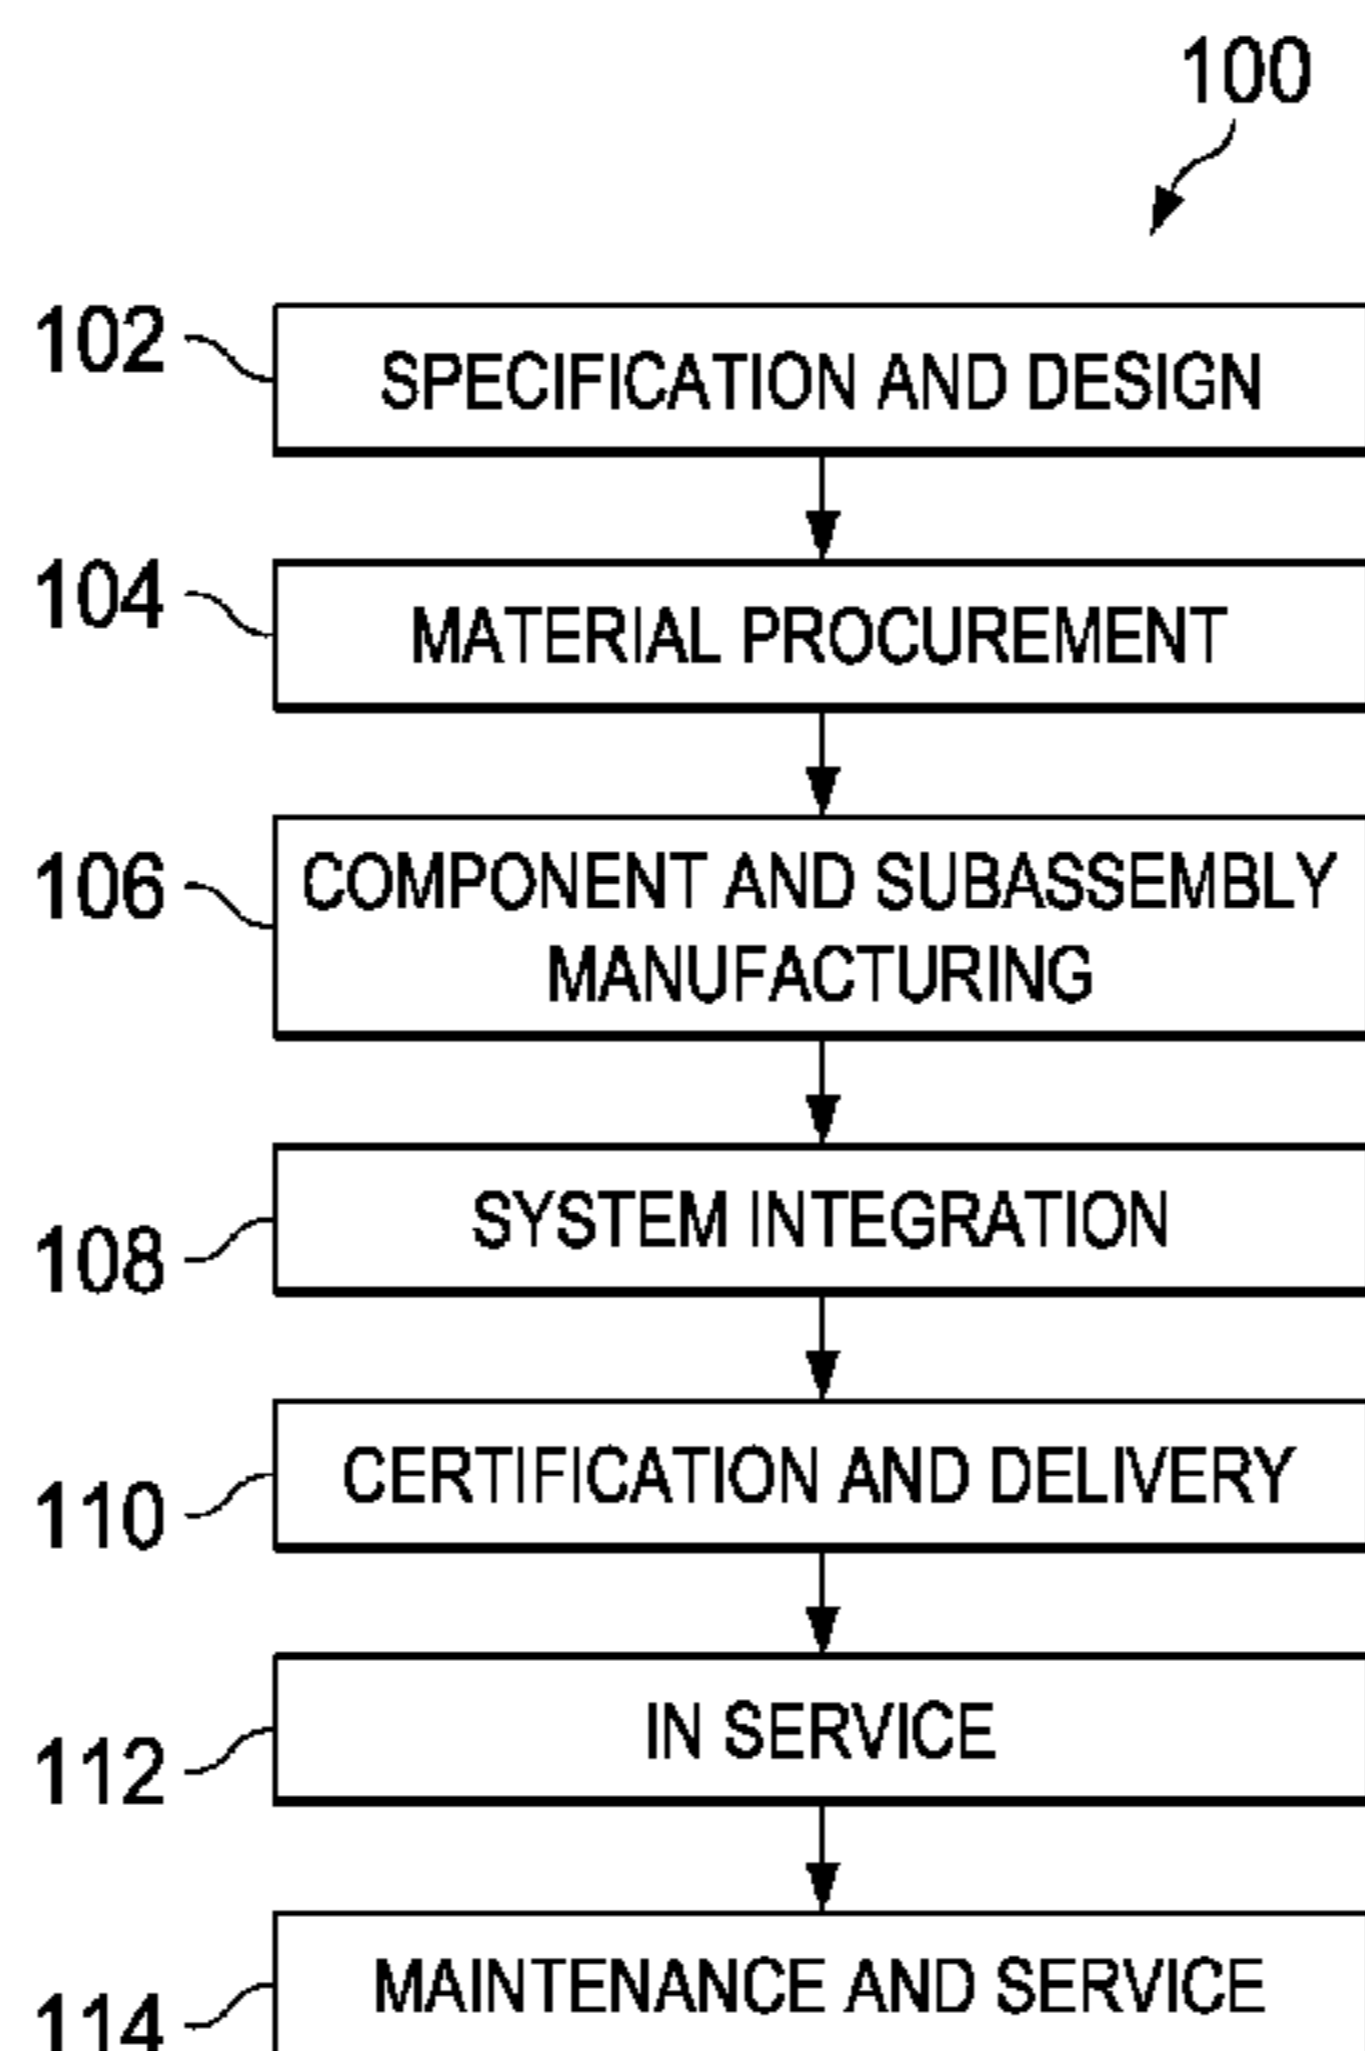 100
102
SPECIFICATION AND DESIGN
104
MATERIAL PROCUREMENT
106
COMPONENT AND SUBASSEMBLY
MANUFACTURING
108
SYSTEM INTEGRATION
110
CERTIFICATION AND DELIVERY
112
IN SERVICE
114
MAINTENANCE AND SERVICE